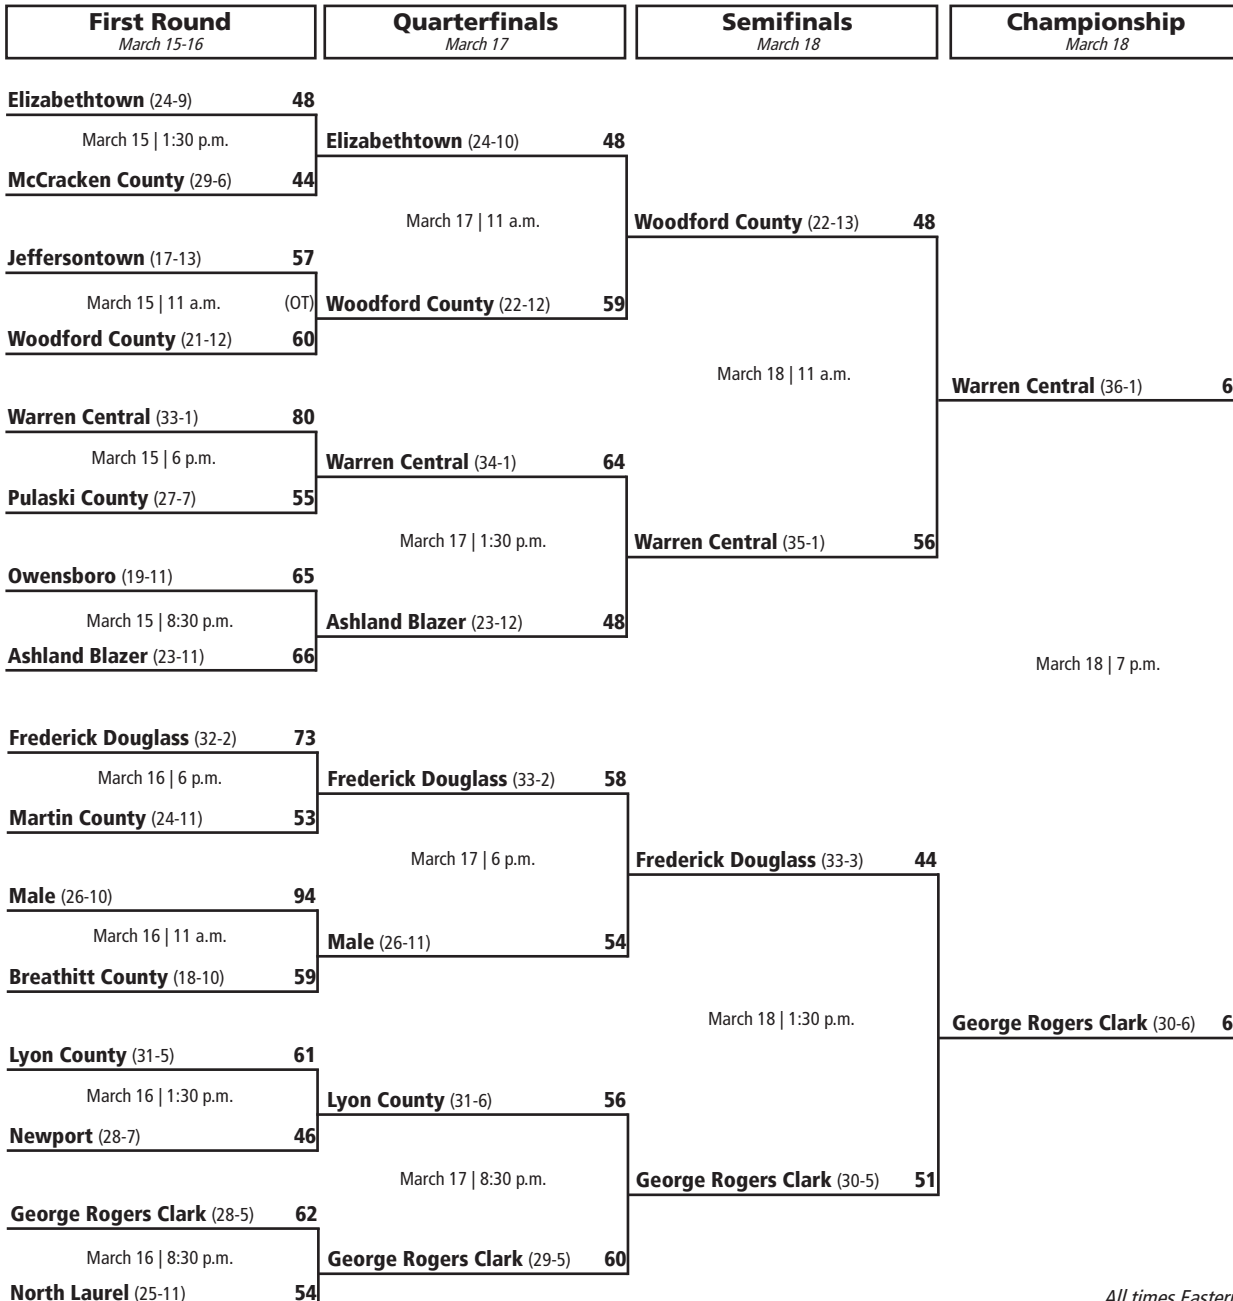 First Round
March 15-16
Quarterfinals
March 17
Semifinals
March 18
Championship
March 18
Elizabethtown (24-9) 48
March 15 | 1:30 p.m.
McCracken County (29-6) 44
Jeffersontown (17-13) 57
March 15 | 11 a.m. (OT)
Woodford County (21-12) 60
Warren Central (33-1) 80
March 15 | 6 p.m.
Pulaski County (27-7) 55
Owensboro (19-11) 65
March 15 | 8:30 p.m.
Ashland Blazer (23-11) 66
Frederick Douglass (32-2) 73
March 16 | 6 p.m.
Martin County (24-11) 53
Male (26-10) 94
March 16 | 11 a.m.
Breathitt County (18-10) 59
Lyon County (31-5) 61
March 16 | 1:30 p.m.
Newport (28-7) 46
George Rogers Clark (28-5) 62
March 16 | 8:30 p.m.
North Laurel (25-11) 54
Elizabethtown (24-10) 48
March 17 | 11 a.m.
Woodford County (22-12) 59
Warren Central (34-1) 64
March 17 | 1:30 p.m.
Ashland Blazer (23-12) 48
Frederick Douglass (33-2) 58
March 17 | 6 p.m.
Male (26-11) 54
Lyon County (31-6) 56
March 17 | 8:30 p.m.
George Rogers Clark (29-5) 60
Woodford County (22-13) 48
March 18 | 11 a.m.
Warren Central (35-1) 56
Frederick Douglass (33-3) 44
March 18 | 1:30 p.m.
George Rogers Clark (30-5) 51
Warren Central (36-1) 6
March 18 | 7 p.m.
George Rogers Clark (30-6) 6
All times Eastern